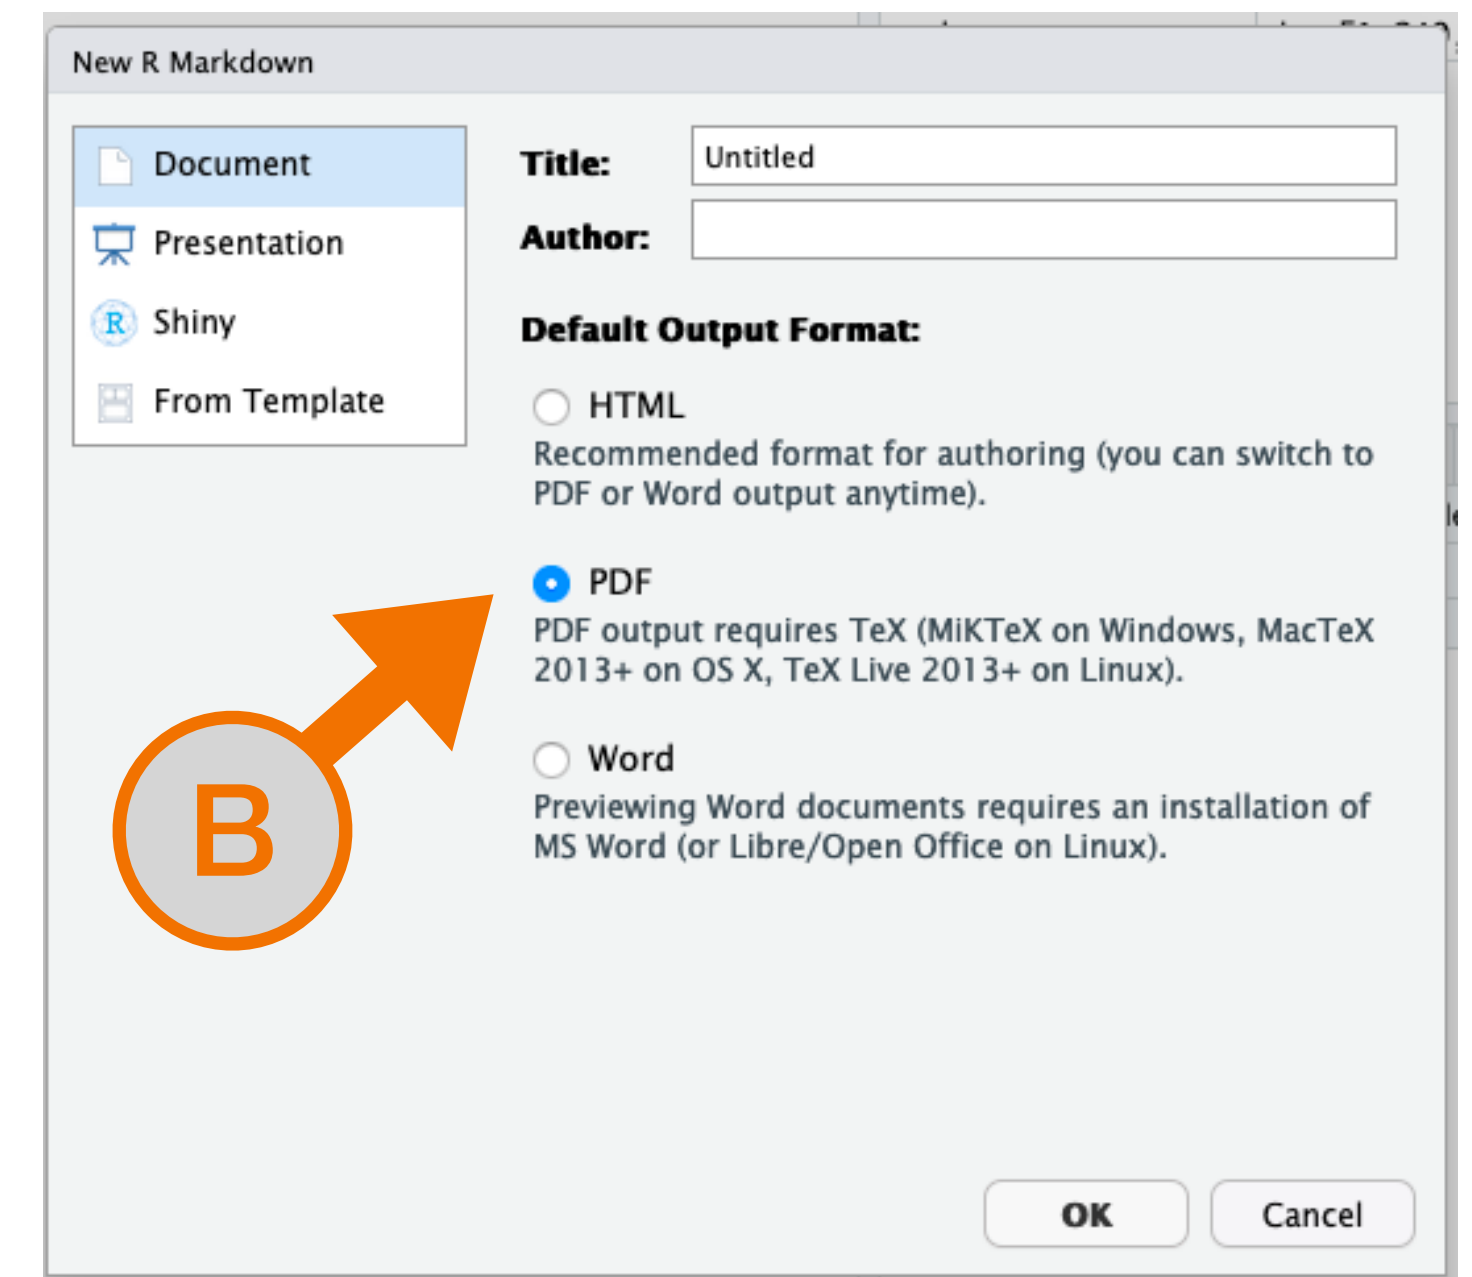 New R Markdown
Document
Presentation
Shiny
From Template
Title: Untitled
Author:
Default Output Format:
HTML
Recommended format for authoring (you can switch to
PDF or Word output anytime).
PDF
PDF output requires TeX (MiKTeX on Windows, MacTeX
2013+ on OS X, TeX Live 2013+ on Linux).
Word
Previewing Word documents requires an installation of
MS Word (or Libre/Open Office on Linux).
B
OK
Cancel